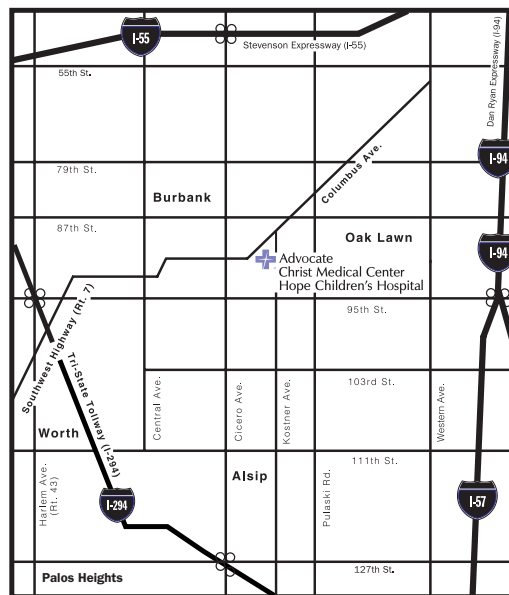 I-55
Stevenson Expressway (I-55)
Dan Ryan Expressway (I-94)
55th St.
I-94
79th St.
Columbus Ave.
Burbank
87th St.
Oak Lawn
I-94
Advocate
Christ Medical Center
Hope Children's Hospital
Southwest Highway (Rt. 7)
95th St.
Tri-State Tollway (I-294)
Central Ave.
Cicero Ave.
Kostner Ave.
103rd St.
Western Ave.
Worth
111th St.
Alsip
Harlem Ave.
(Rt. 43)
Pulaski Rd.
I-294
I-57
127th St.
Palos Heights